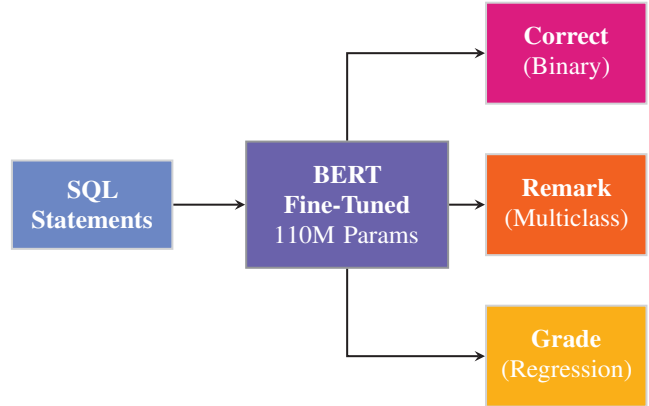 SQL
Statements
BERT
Fine-Tuned
110M Params
Correct
(Binary)
Remark
(Multiclass)
Grade
(Regression)